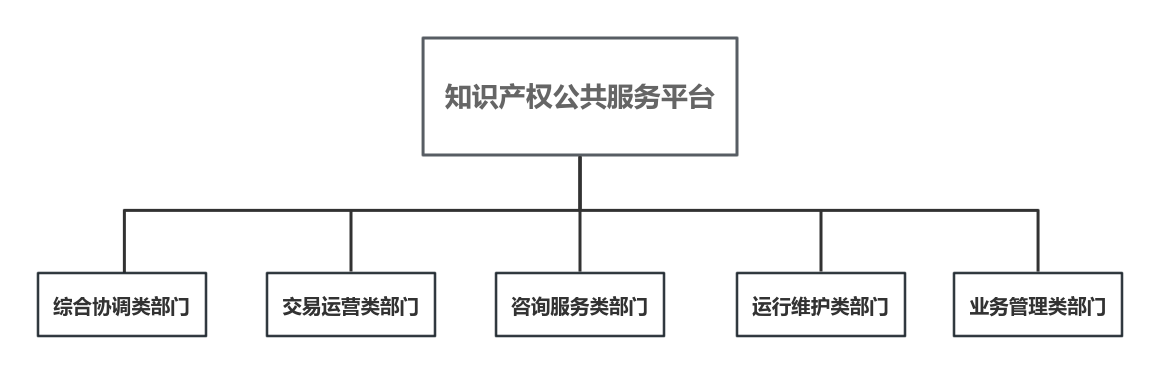 知识产权公共服务平台
综合协调类部门
交易运营类部门
咨询服务类部门
运行维护类部门
业务管理类部门